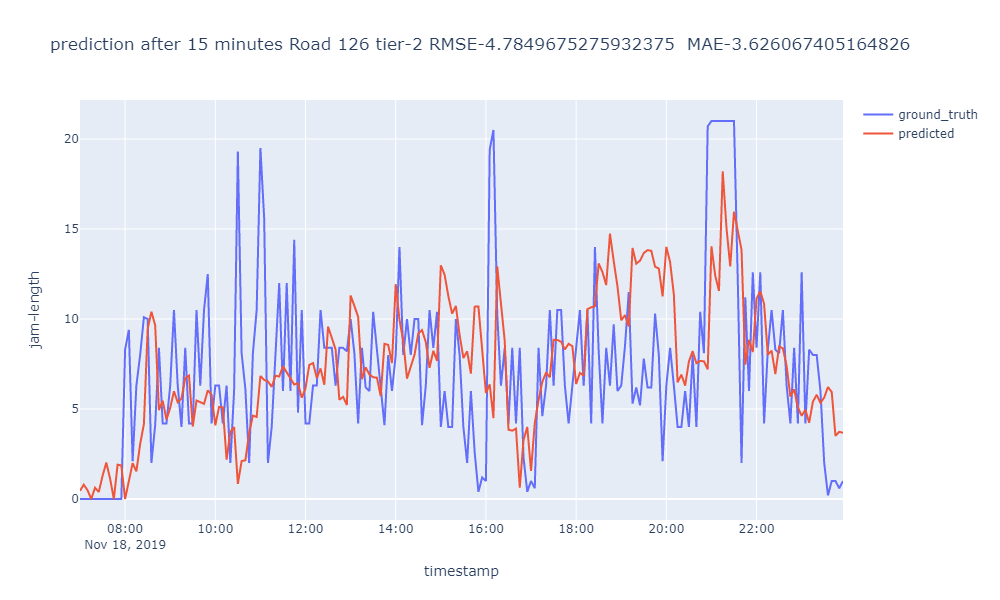 prediction after 15 minutes Road 126 tier-2 RMSE-4.7849675275932375  MAE-3.626067405164826
ground_truth
predicted
jam-length
20
15
10
5
0
08:00 10:00 12:00 14:00 16:00 18:00 20:00 22:00
Nov 18, 2019
timestamp